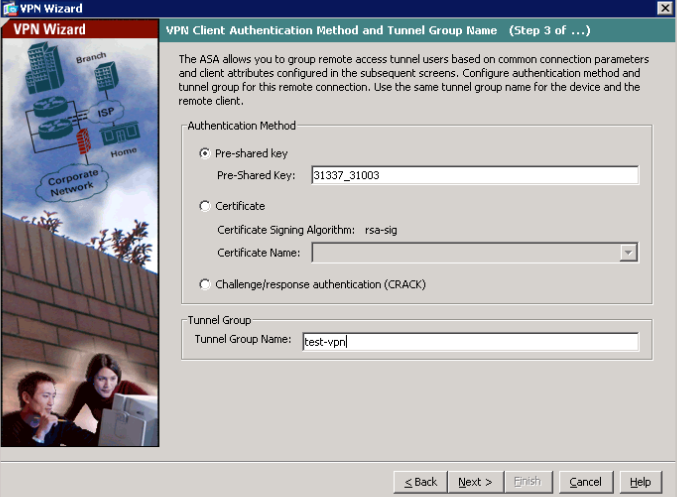 VPN Wizard
VPN Wizard
VPN Client Authentication Method and Tunnel Group Name (Step 3 of ...)
Branch
ISP
Home
Corporate
Network
The ASA allows you to group remote access tunnel users based on common connection parameters
and client attributes configured in the subsequent screens. Configure authentication method and
tunnel group for this remote connection. Use the same tunnel group name for the device and the
remote client.
Authentication Method
Pre-shared key
Pre-Shared Key: 31337_31003
Certificate
Certificate Signing Algorithm: rsa-sig
Certificate Name:
Challenge/response authentication (CRACK)
Tunnel Group
Tunnel Group Name: test-vpn
< Back Next > Finish Cancel Help